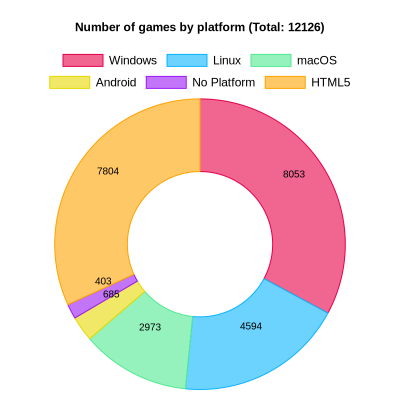 Number of games by platform (Total: 12126)
Windows Linux macOS
Android No Platform HTML5
7804
8053
403
685
4594
2973